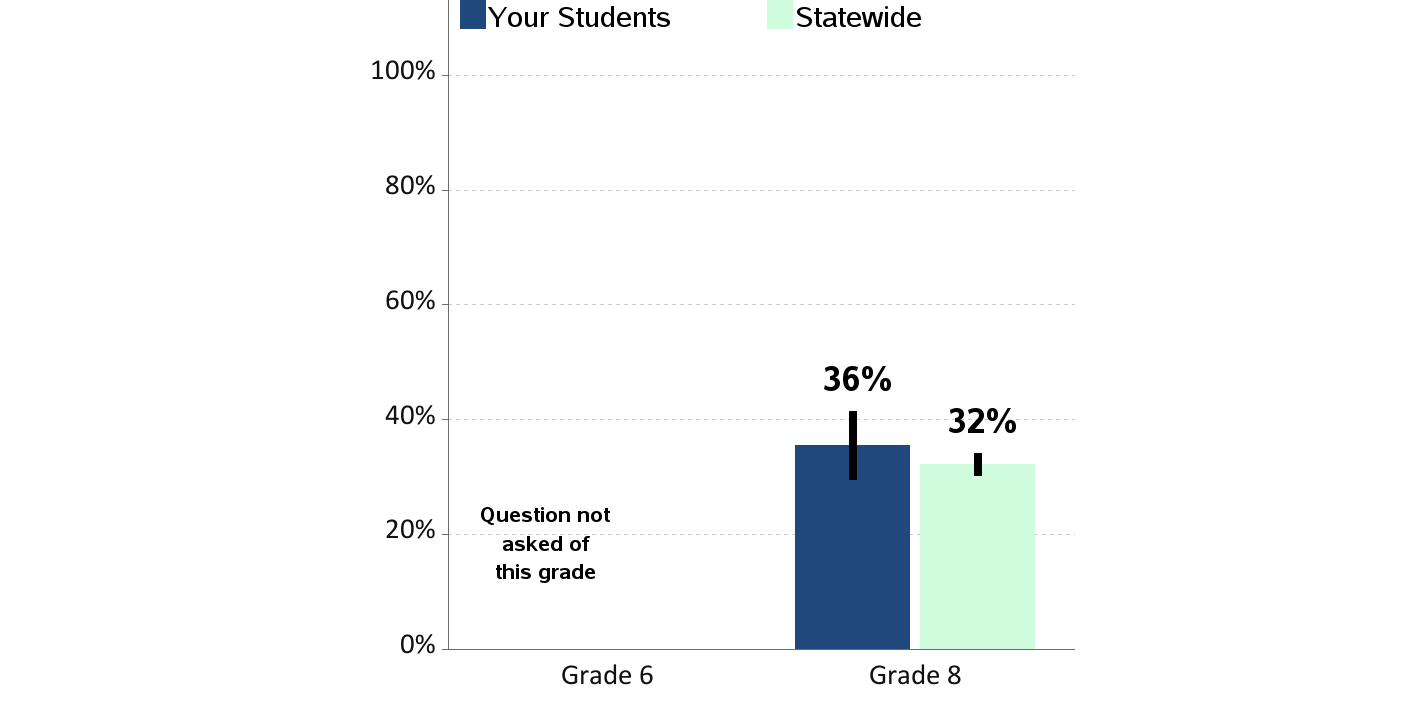 Your Students
Statewide
100%
80%
60%
40%
20%
0%
36%
32%
Question not
asked of
this grade
Grade 6
Grade 8